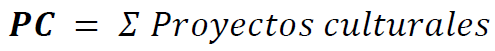 PC = Σ Proyectos culturales